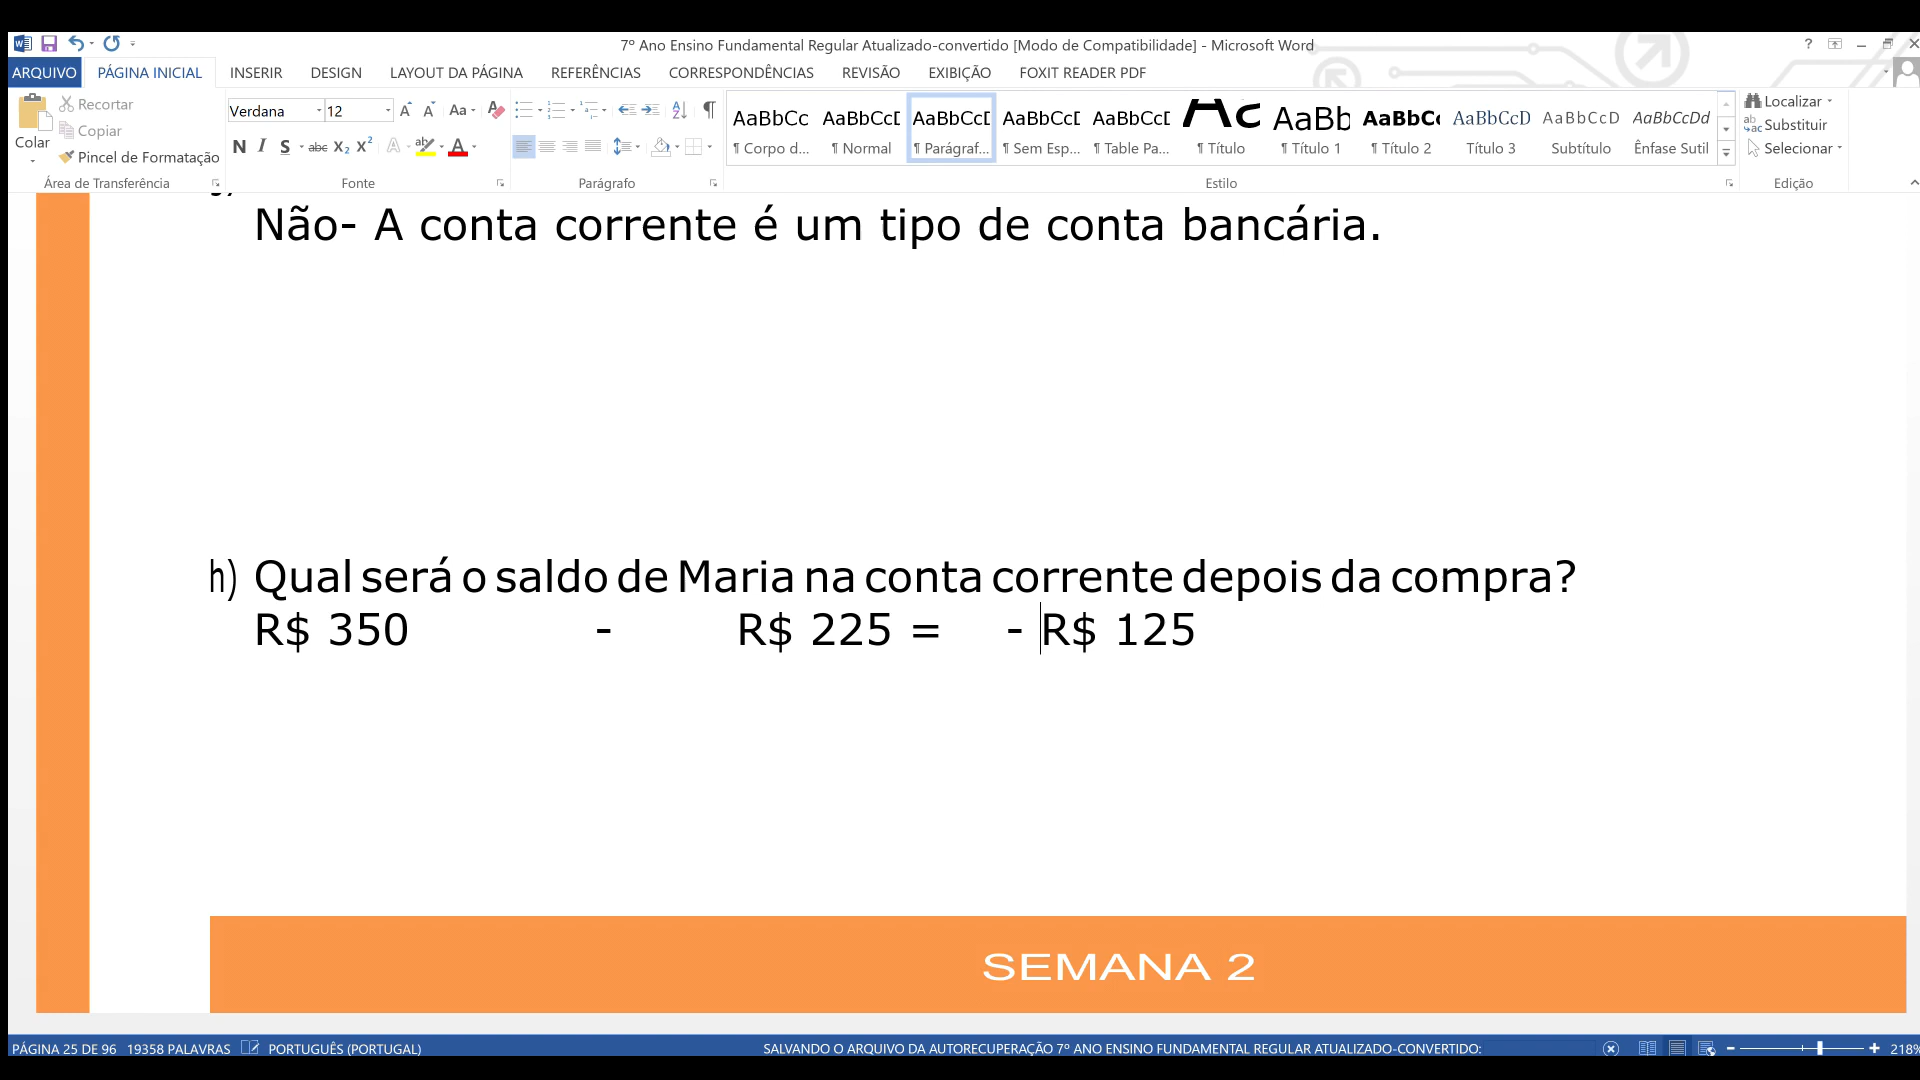 7º Ano Ensino Fundamental Regular Atualizado-convertido [Modo de Compatibilidade] - Microsoft Word
ARQUIVO PÁGINA INICIAL INSERIR DESIGN LAYOUT DA PÁGINA REFERÊNCIAS CORRESPONDÊNCIAS REVISÃO EXIBIÇÃO FOXIT READER PDF
Colar
Recortar
Copiar
Pincel de Formatação
Área de Transferência
Verdana 12
Fonte
Parágrafo
AaBbCc AaBbCcD AaBbCcD AaBbCcD AaBbCcD AaBbC AaBbCcD AaBbCcD AaBbCcDd
¶ Corpo d... ¶ Normal ¶ Parágraf... ¶ Sem Esp... ¶ Table Pa... ¶ Título ¶ Título 1 ¶ Título 2 Título 3 Subtítulo Ênfase Sutil
Estilo
Localizar
Substituir
Selecionar
Edição
Não- A conta corrente é um tipo de conta bancária.
h) Qual será o saldo de Maria na conta corrente depois da compra?
R$ 350 - R$ 225 = - R$ 125
SEMANA 2
PÁGINA 25 DE 96 19358 PALAVRAS PORTUGUÊS (PORTUGAL) SALVANDO O ARQUIVO DA AUTORECUPERAÇÃO 7º ANO ENSINO FUNDAMENTAL REGULAR ATUALIZADO-CONVERTIDO: 218%